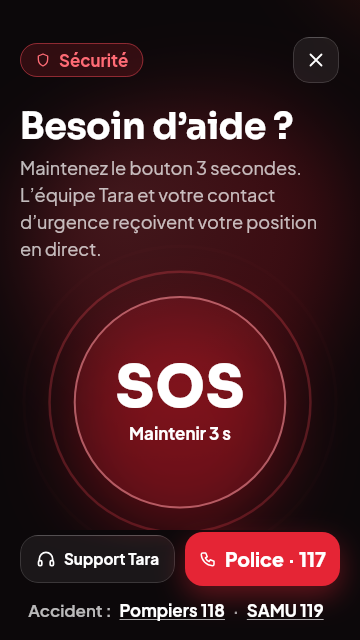 Sécurité
Besoin d’aide ?
Maintenez le bouton 3 secondes.
L’équipe Tara et votre contact
d’urgence reçoivent votre position
en direct.
SOS
Maintenir 3 s
Support Tara
Police · 117
Accident : Pompiers 118 · SAMU 119